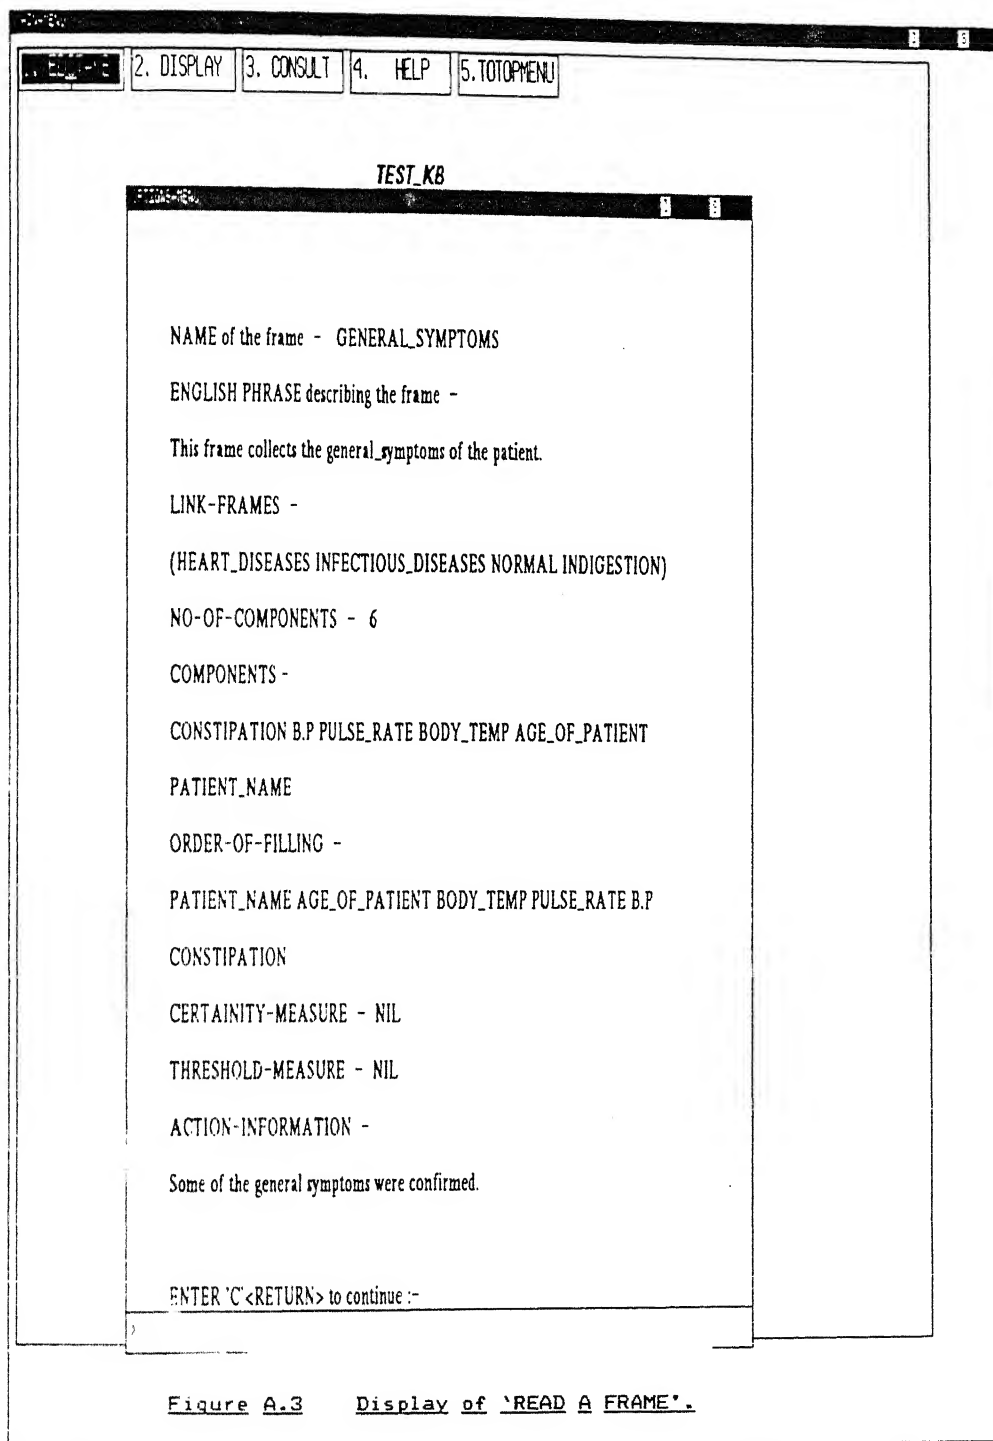 2. DISPLAY 3. CONSULT 4. HELP 5.TOTOPMENU
TEST_KB
NAME of the frame - GENERAL_SYMPTOMS
ENGLISH PHRASE describing the frame -
This frame collects the general_symptoms of the patient.
LINK-FRAMES -
(HEART_DISEASES INFECTIOUS_DISEASES NORMAL INDIGESTION)
NO-OF-COMPONENTS - 6
COMPONENTS -
CONSTIPATION B.P PULSE_RATE BODY_TEMP AGE_OF_PATIENT
PATIENT_NAME
ORDER-OF-FILLING -
PATIENT_NAME AGE_OF_PATIENT BODY_TEMP PULSE_RATE B.P
CONSTIPATION
CERTAINITY-MEASURE - NIL
THRESHOLD-MEASURE - NIL
ACTION-INFORMATION -
Some of the general symptoms were confirmed.
ENTER 'C'<RETURN> to continue :-
Figure A.3 Display of 'READ A FRAME'.